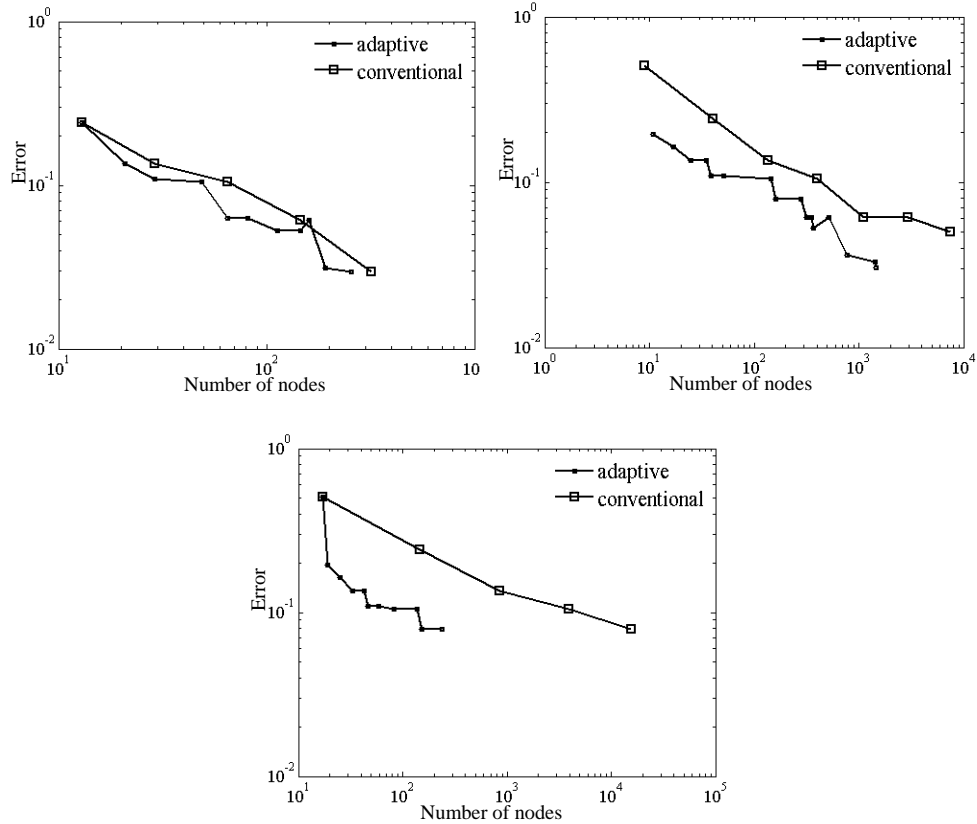 10^0
adaptive
conventional
Error
10^-1
10^-2
10^1
10^2
10
Number of nodes
10^0
adaptive
conventional
Error
10^-1
10^-2
10^0
10^1
10^2
10^3
10^4
Number of nodes
10^0
adaptive
conventional
Error
10^-1
10^-2
10^1
10^2
10^3
10^4
10^5
Number of nodes